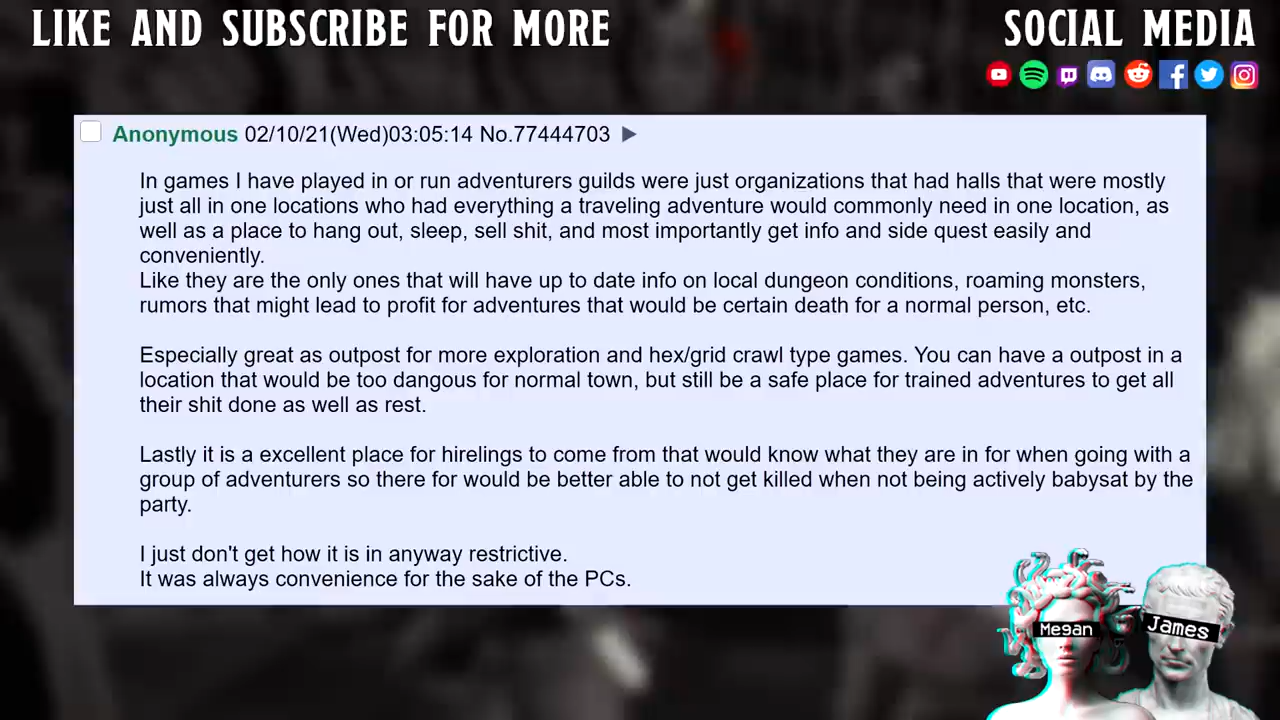 LIKE AND SUBSCRIBE FOR MORE
SOCIAL MEDIA
Anonymous 02/10/21(Wed)03:05:14 No.77444703
In games I have played in or run adventurers guilds were just organizations that had halls that were mostly
just all in one locations who had everything a traveling adventure would commonly need in one location, as
well as a place to hang out, sleep, sell shit, and most importantly get info and side quest easily and
conveniently.
Like they are the only ones that will have up to date info on local dungeon conditions, roaming monsters,
rumors that might lead to profit for adventures that would be certain death for a normal person, etc.
Especially great as outpost for more exploration and hex/grid crawl type games. You can have a outpost in a
location that would be too dangous for normal town, but still be a safe place for trained adventures to get all
their shit done as well as rest.
Lastly it is a excellent place for hirelings to come from that would know what they are in for when going with a
group of adventurers so there for would be better able to not get killed when not being actively babysat by the
party.
I just don't get how it is in anyway restrictive.
It was always convenience for the sake of the PCs.
Megan
James